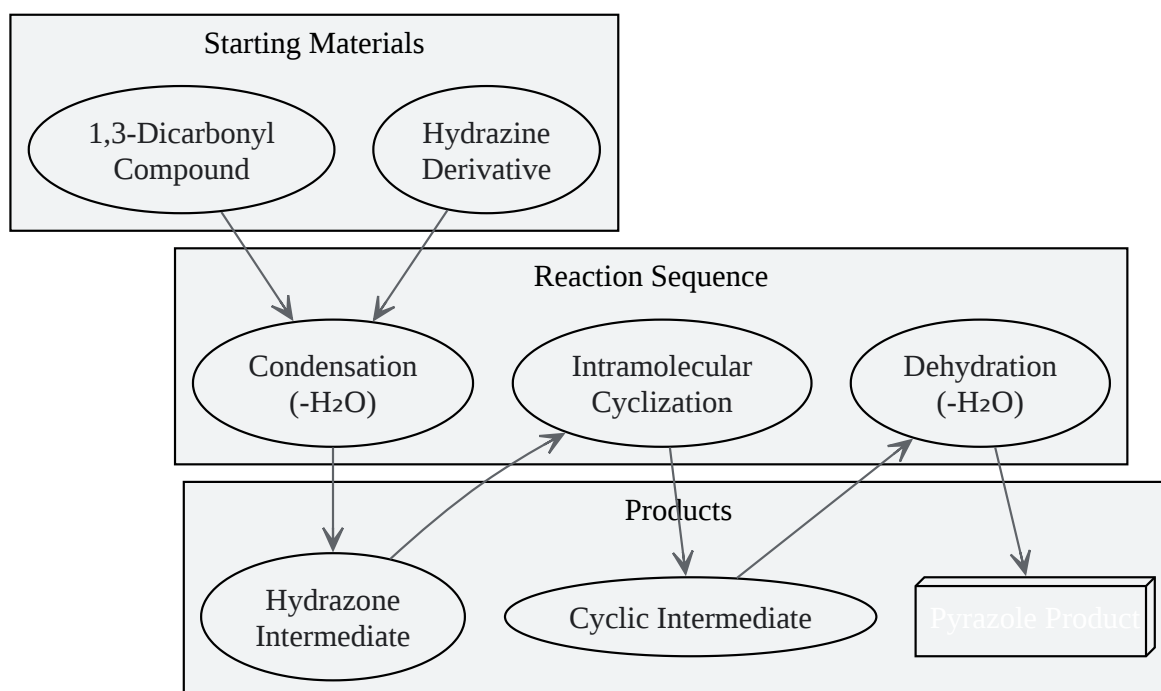 Starting Materials
1,3-Dicarbonyl
Compound
Hydrazine
Derivative
Reaction Sequence
Condensation
(-H₂O)
Intramolecular
Cyclization
Dehydration
(-H₂O)
Products
Hydrazone
Intermediate
Cyclic Intermediate
Pyrazole Product